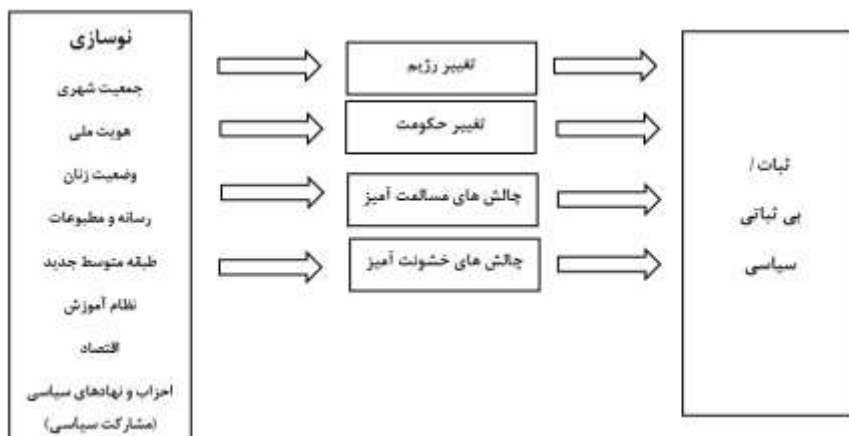 نوسازی
جمعیت شهری
هویت ملی
وضعیت زنان
رسانه و مطبوعات
طبقه متوسط جدید
نظام آموزش
اقتصاد
احزاب و نهادهای سیاسی
(مشارکت سیاسی)
تغییر رژیم
تغییر حکومت
چالش های مسالمت آمیز
چالش های خشونت آمیز
ثبات/
بی ثباتی
سیاسی